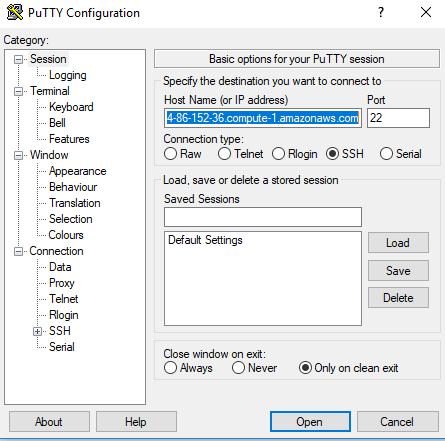 PuTTY Configuration
?
Category:
Session
Logging
Terminal
Keyboard
Bell
Features
Window
Appearance
Behaviour
Translation
Selection
Colours
Connection
Data
Proxy
Telnet
Rlogin
SSH
Serial
Basic options for your PuTTY session
Specify the destination you want to connect to
Host Name (or IP address) Port
4-86-152-36.compute-1.amazonaws.com 22
Connection type:
Raw Telnet Rlogin SSH Serial
Load, save or delete a stored session
Saved Sessions
Default Settings
Load
Save
Delete
Close window on exit:
Always Never Only on clean exit
About Help Open Cancel